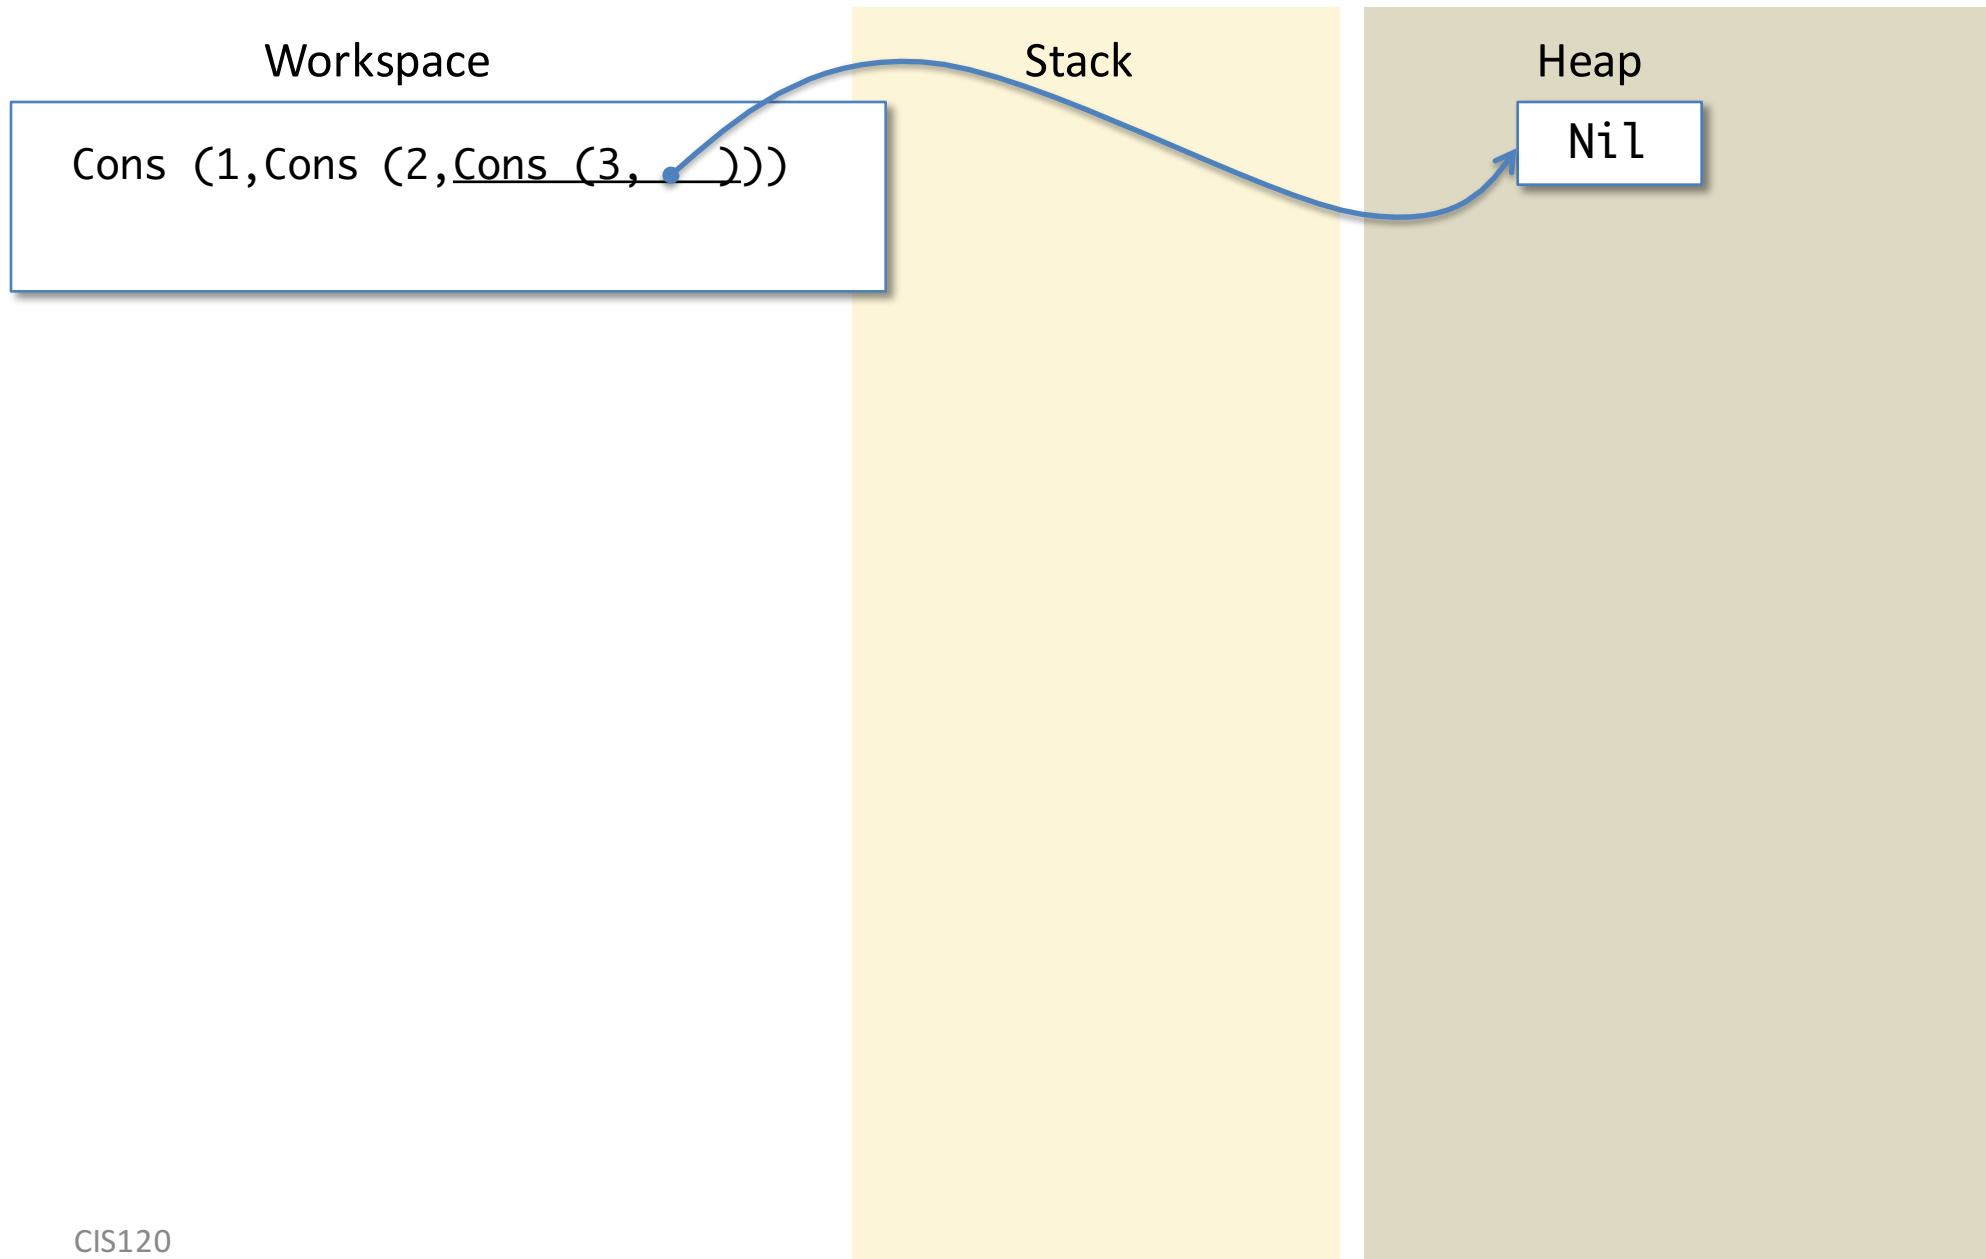 Workspace
Stack
Heap
Cons (1,Cons (2,Cons (3,   )))
Nil
CIS120